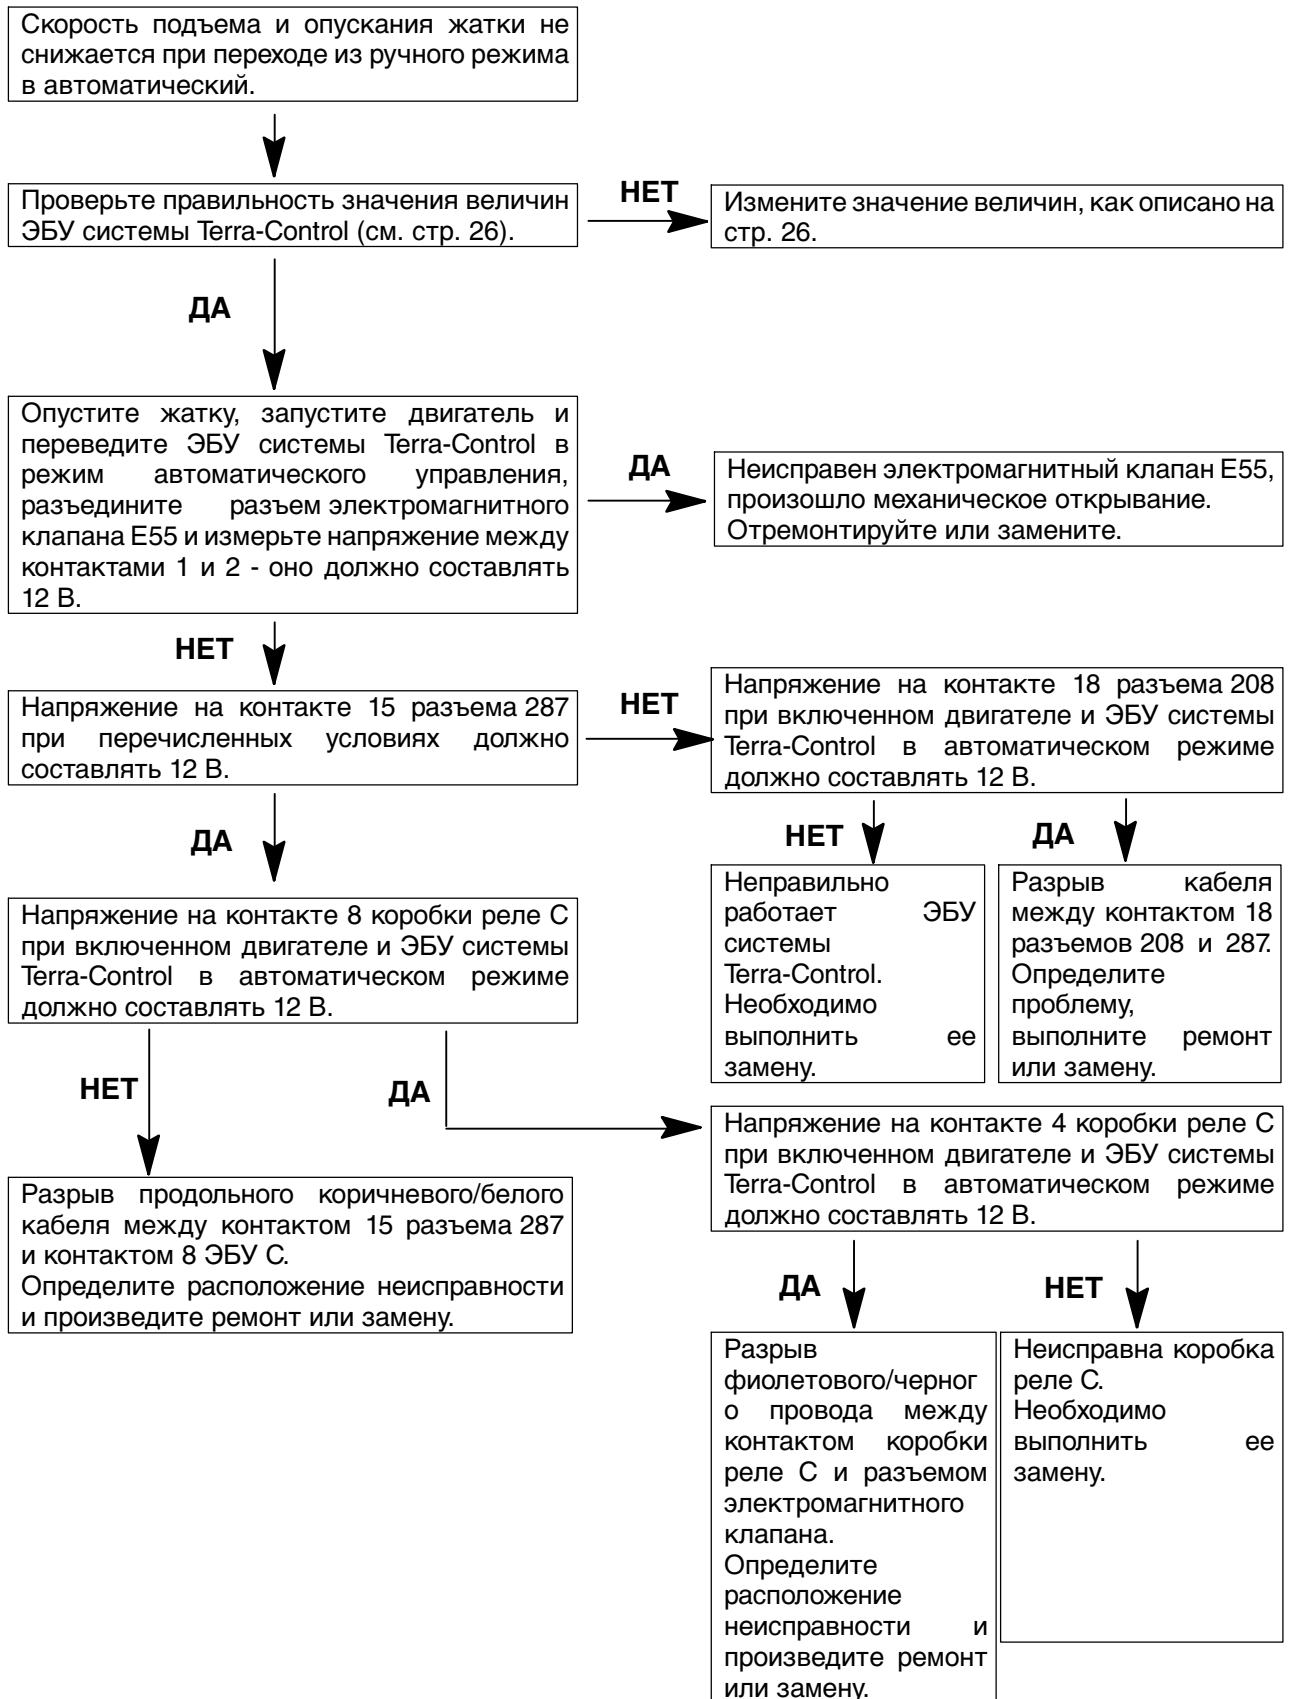 Скорость подъема и опускания жатки не
снижается при переходе из ручного режима
в автоматический.
Проверьте правильность значения величин
ЭБУ системы Terra-Control (см. стр. 26).
НЕТ
Измените значение величин, как описано на
стр. 26.
ДА
Опустите жатку, запустите двигатель и
переведите ЭБУ системы Terra-Control в
режим автоматического управления,
разъедините разъем электромагнитного
клапана E55 и измерьте напряжение между
контактами 1 и 2 - оно должно составлять
12 В.
ДА
Неисправен электромагнитный клапан E55,
произошло механическое открывание.
Отремонтируйте или замените.
НЕТ
Напряжение на контакте 15 разъема 287
при перечисленных условиях должно
составлять 12 В.
НЕТ
Напряжение на контакте 18 разъема 208
при включенном двигателе и ЭБУ системы
Terra-Control в автоматическом режиме
должно составлять 12 В.
НЕТ
ДА
Неправильно
работает ЭБУ
системы
Terra-Control.
Необходимо
выполнить ее
замену.
Разрыв кабеля
между контактом 18
разъемов 208 и 287.
Определите
проблему,
выполните ремонт
или замену.
ДА
Напряжение на контакте 8 коробки реле С
при включенном двигателе и ЭБУ системы
Terra-Control в автоматическом режиме
должно составлять 12 В.
НЕТ
ДА
Разрыв продольного коричневого/белого
кабеля между контактом 15 разъема 287
и контактом 8 ЭБУ С.
Определите расположение неисправности
и произведите ремонт или замену.
Напряжение на контакте 4 коробки реле С
при включенном двигателе и ЭБУ системы
Terra-Control в автоматическом режиме
должно составлять 12 В.
ДА
НЕТ
Разрыв
фиолетового/черног
о провода между
контактом коробки
реле С и разъемом
электромагнитного
клапана.
Определите
расположение
неисправности и
произведите ремонт
или замену.
Неисправна коробка
реле С.
Необходимо
выполнить ее
замену.